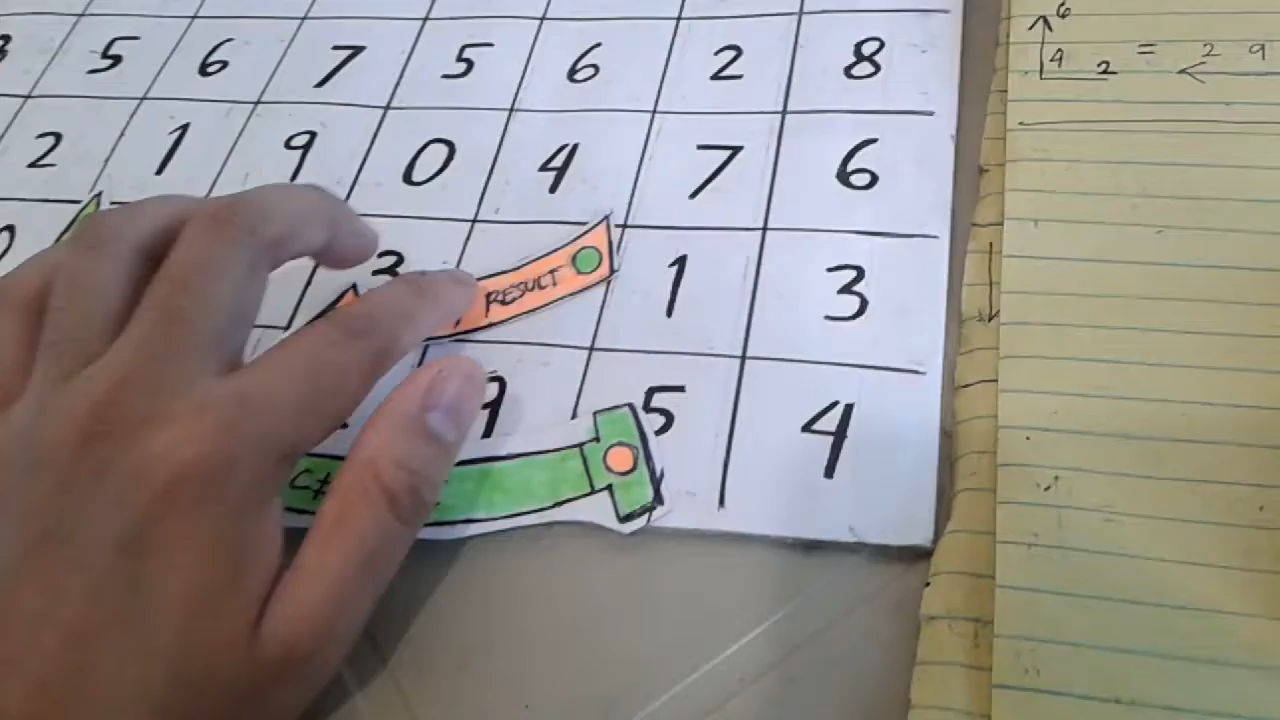 5 6 7 5 6 2 8
2 1 9 0 4 7 6
3 RESULT 1 3
9 5 4
C#
6
4 2 = 2 9